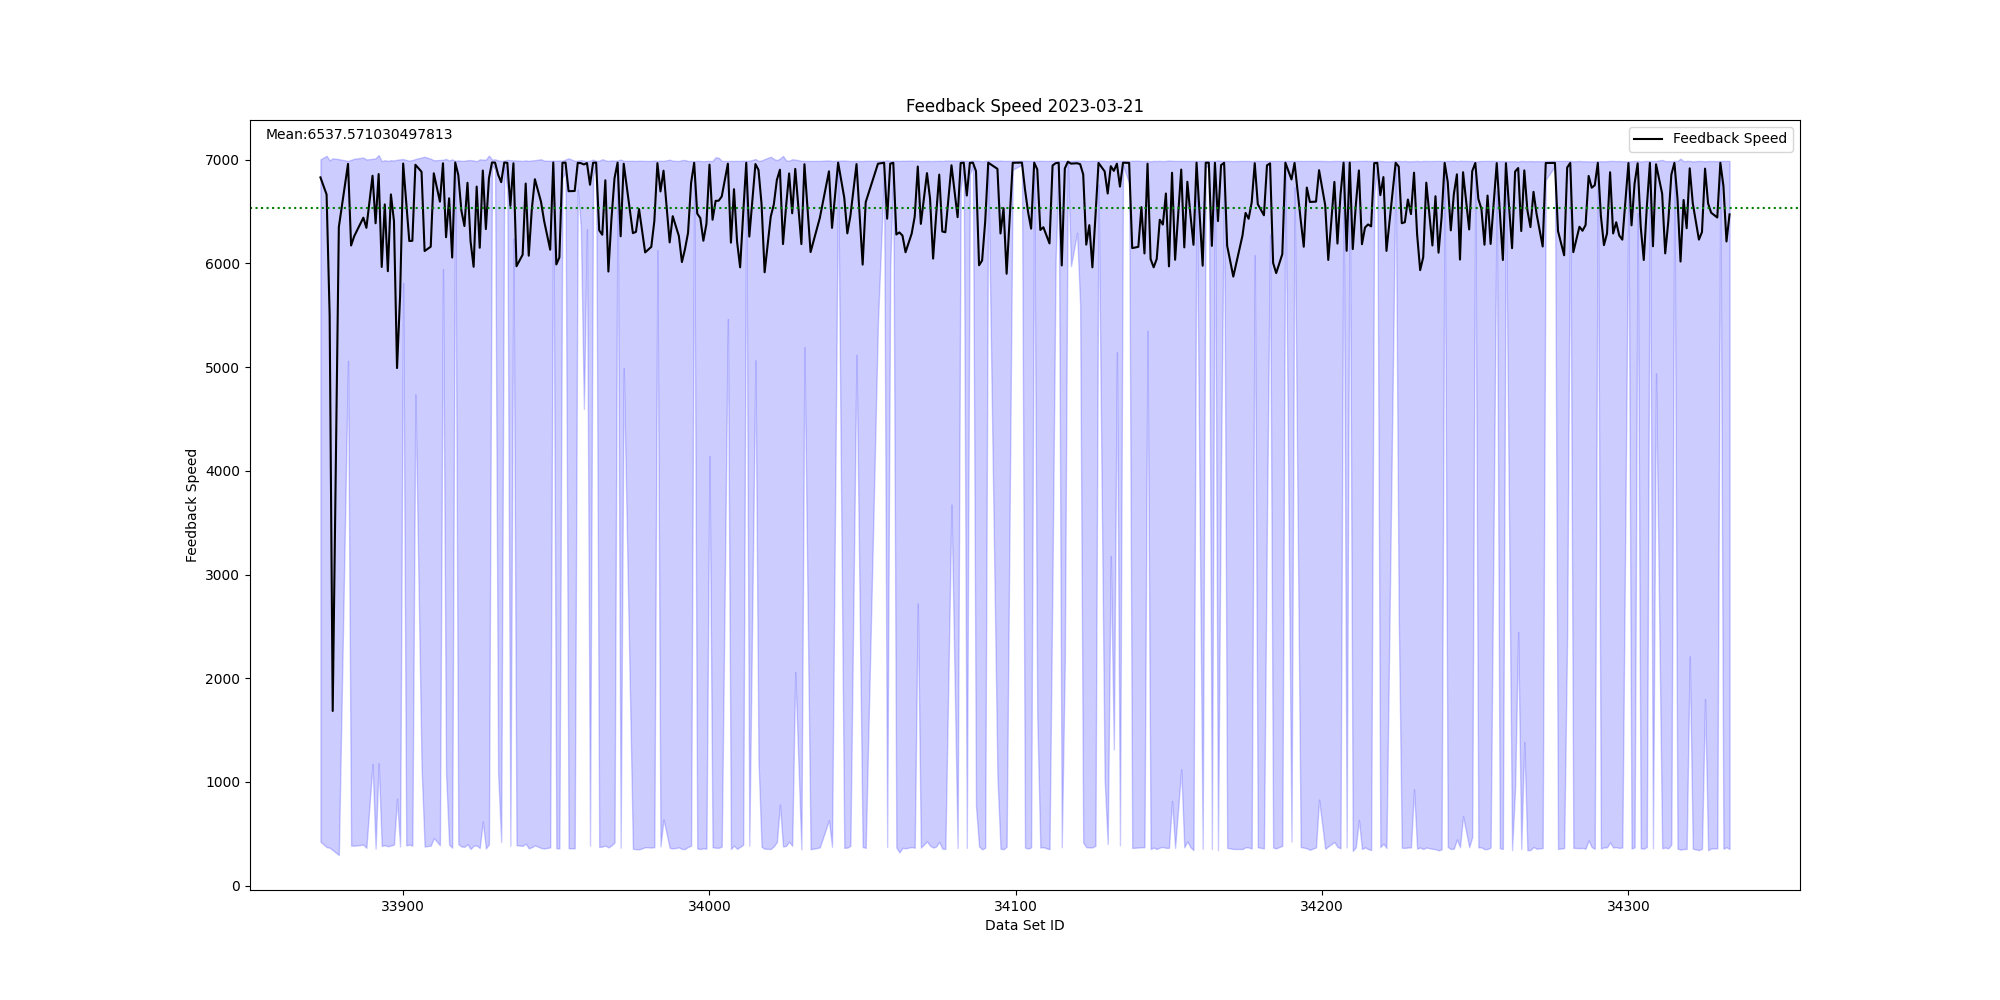 Feedback Speed 2023-03-21
Mean:6537.571030497813
Feedback Speed
7000
6000
5000
4000
3000
2000
1000
0
Feedback Speed
33900
34000
34100
34200
34300
Data Set ID